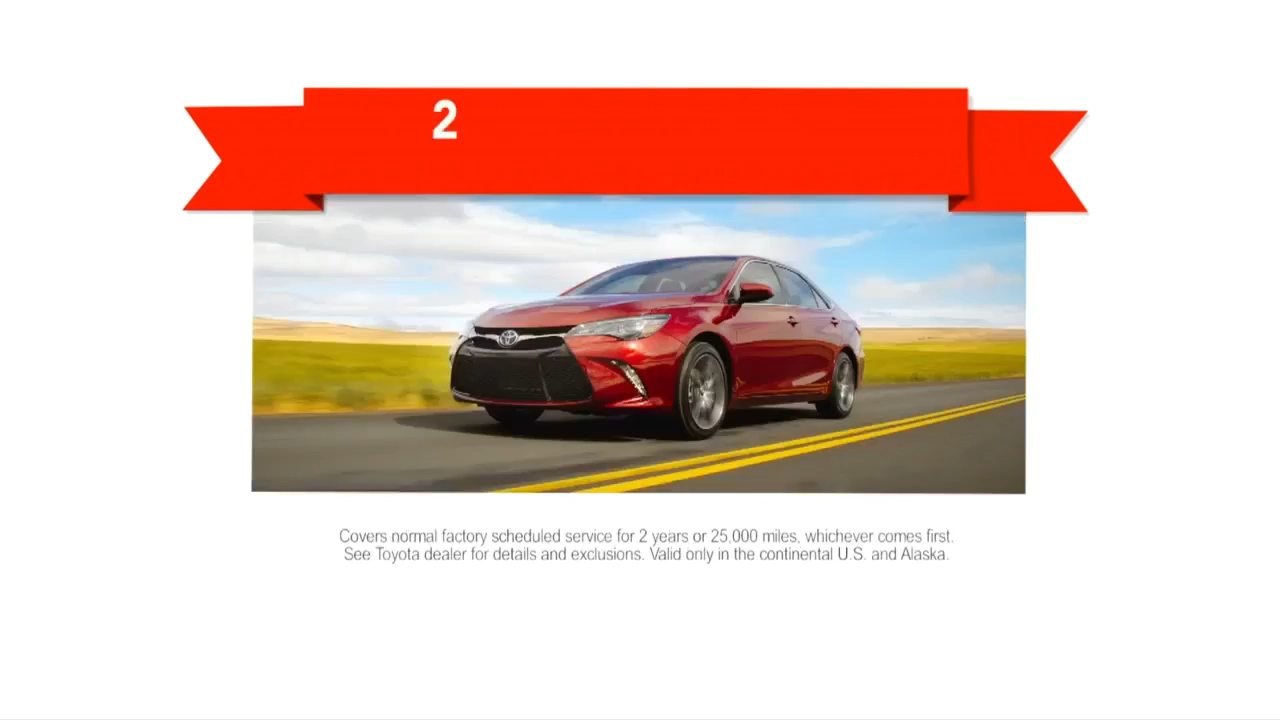 2
Covers normal factory scheduled service for 2 years or 25,000 miles, whichever comes first.
See Toyota dealer for details and exclusions. Valid only in the continental U.S. and Alaska.